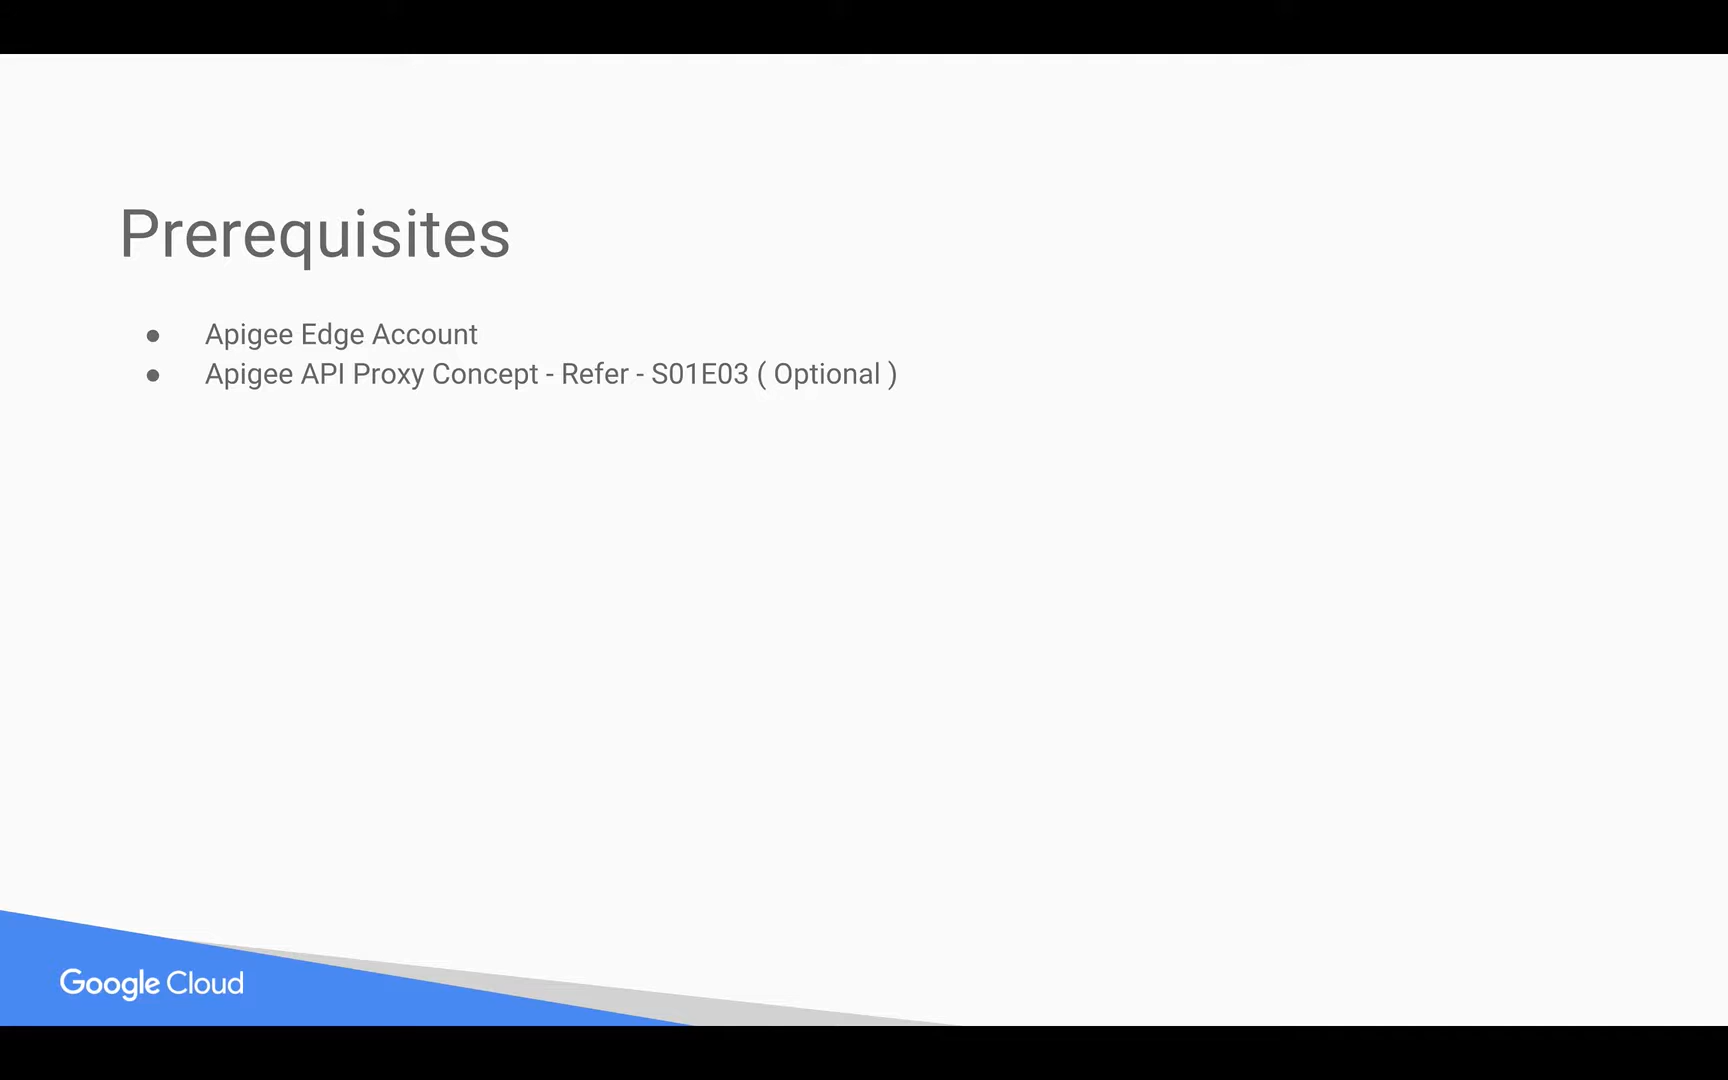 Prerequisites
● Apigee Edge Account
● Apigee API Proxy Concept - Refer - S01E03 ( Optional )
Google Cloud